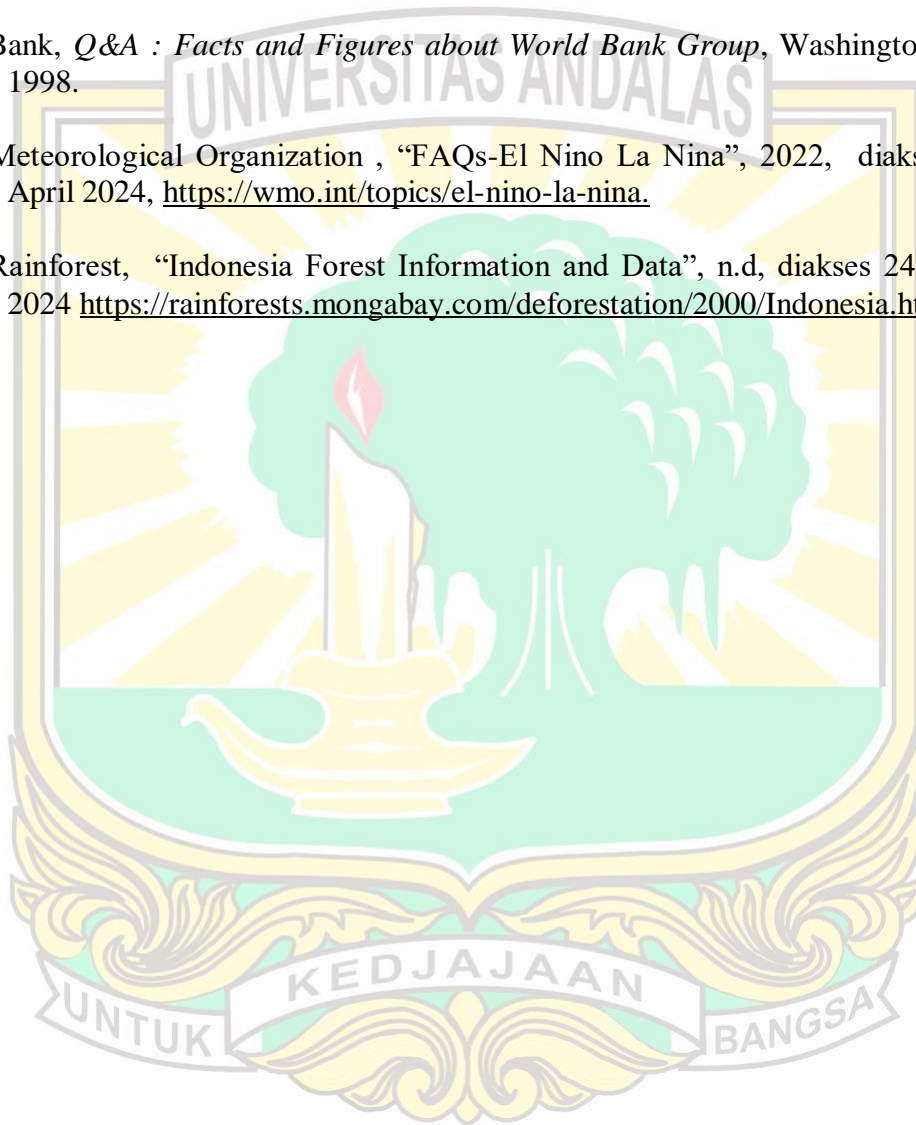 Bank, Q&A : Facts and Figures about World Bank Group, Washingto
1998.
Meteorological Organization , “FAQs-El Nino La Nina”, 2022, diaks
April 2024, https://wmo.int/topics/el-nino-la-nina.
Rainforest, “Indonesia Forest Information and Data”, n.d, diakses 24
2024 https://rainforests.mongabay.com/deforestation/2000/Indonesia.ht
UNIVERSITAS ANDALAS
UNTUK KEDJAJAAN BANGSA